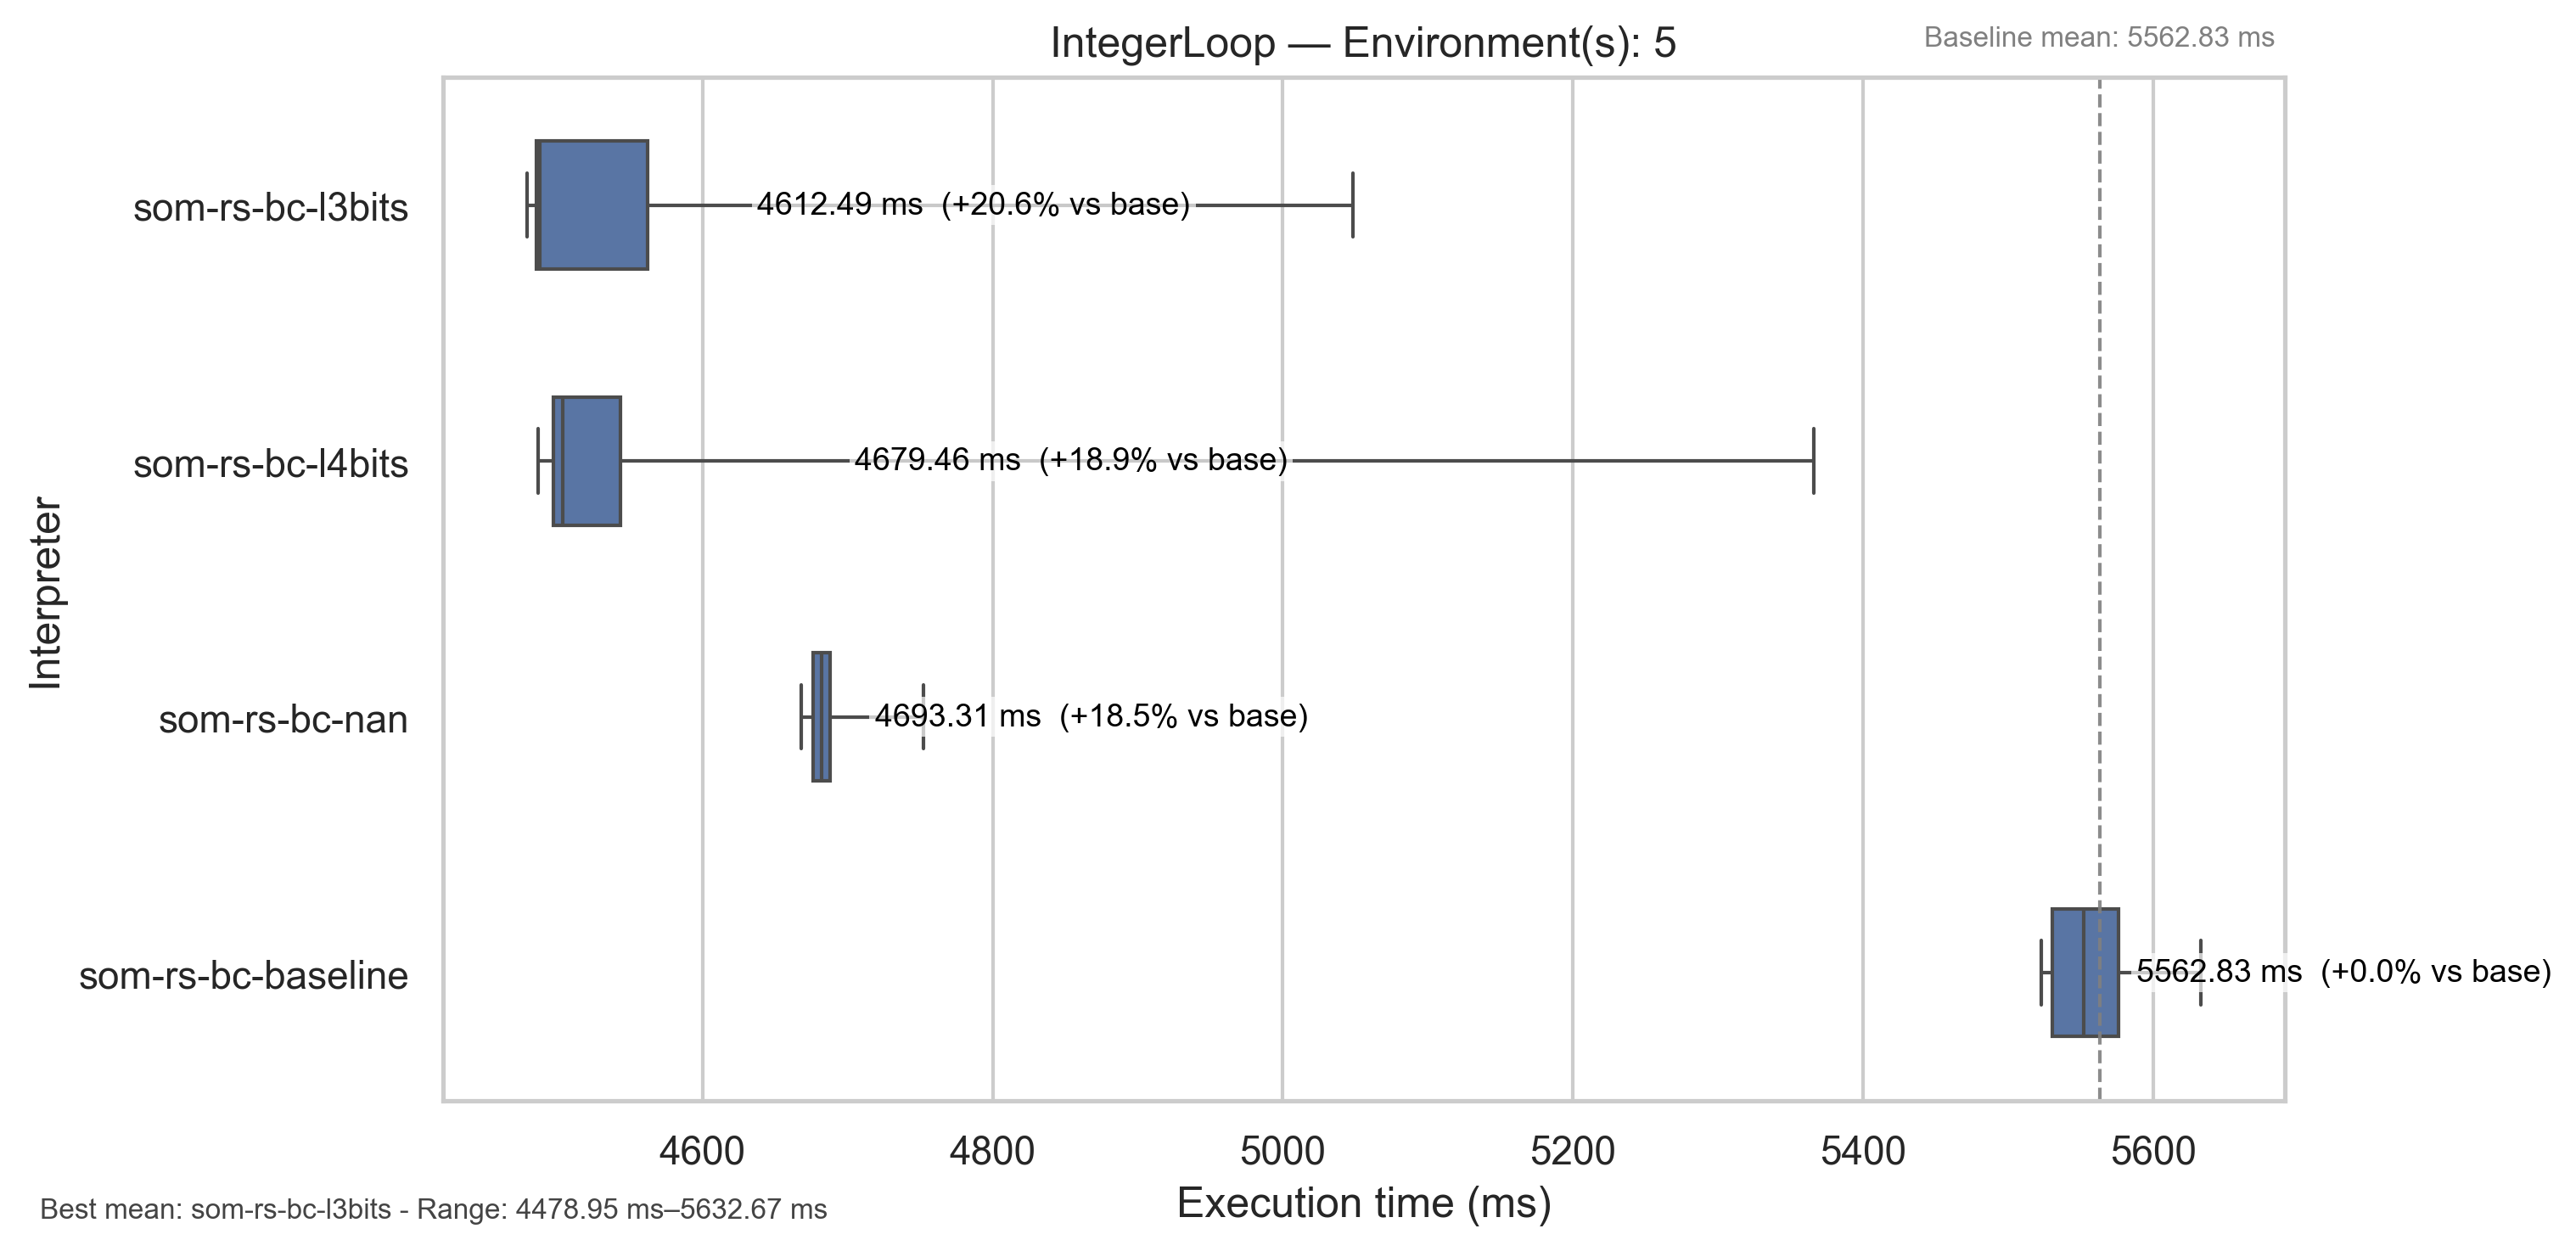 IntegerLoop — Environment(s): 5
Baseline mean: 5562.83 ms
Interpreter
som-rs-bc-l3bits
4612.49 ms (+20.6% vs base)
som-rs-bc-l4bits
4679.46 ms (+18.9% vs base)
som-rs-bc-nan
4693.31 ms (+18.5% vs base)
som-rs-bc-baseline
5562.83 ms (+0.0% vs base)
4600 4800 5000 5200 5400 5600
Execution time (ms)
Best mean: som-rs-bc-l3bits - Range: 4478.95 ms–5632.67 ms